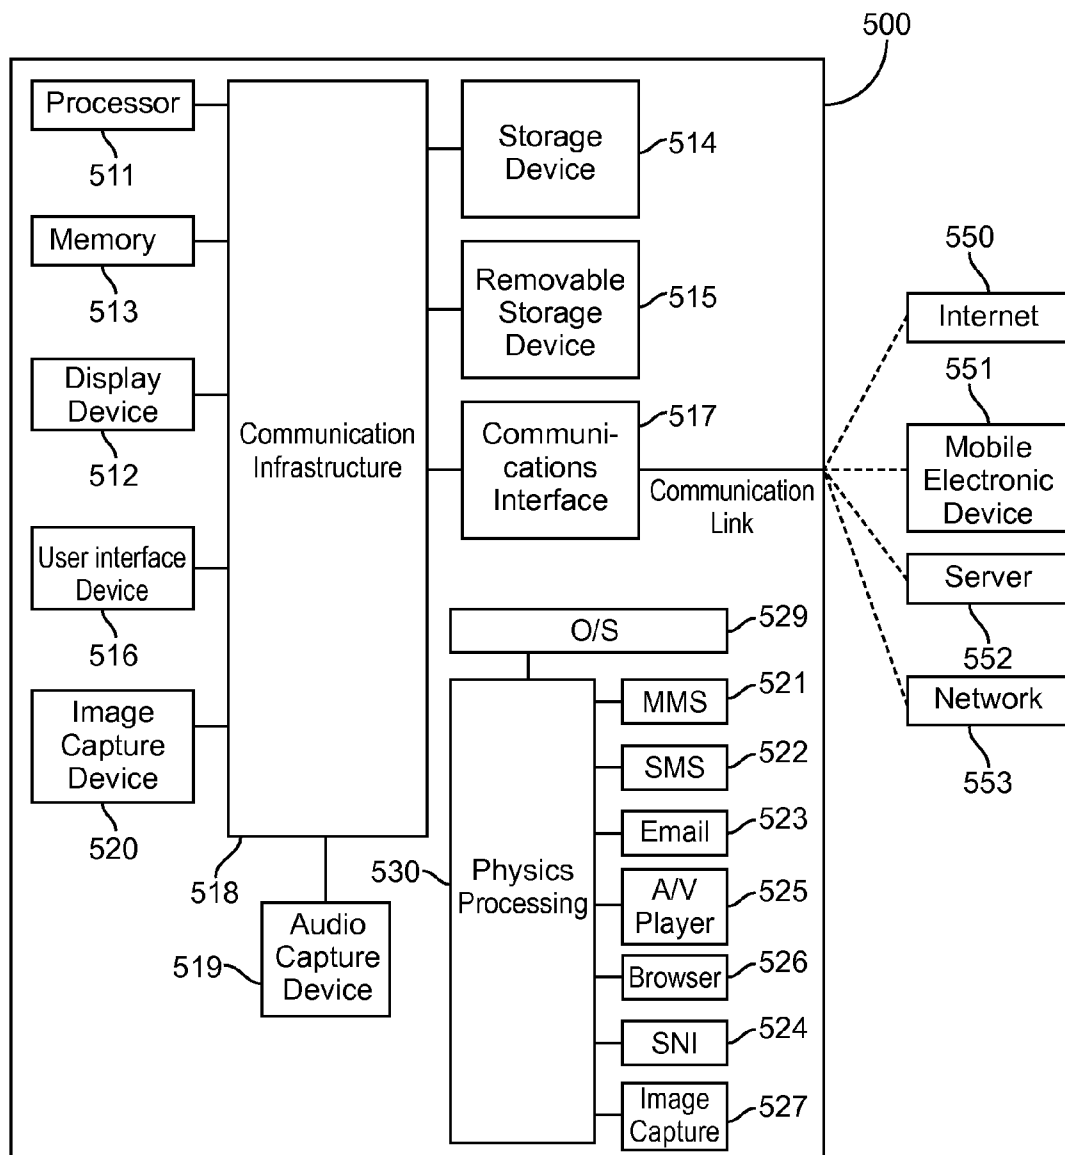 500
Processor
511
Memory
513
Display
Device
512
User interface
Device
516
Image
Capture
Device
520
Communication
Infrastructure
518
Audio
Capture
Device
519
Storage
Device
514
Removable
Storage
Device
515
Communi-
cations
Interface
517
Communication
Link
550
Internet
551
Mobile
Electronic
Device
Server
552
Network
553
O/S
529
Physics
Processing
530
MMS
521
SMS
522
Email
523
A/V
Player
525
Browser
526
SNI
524
Image
Capture
527